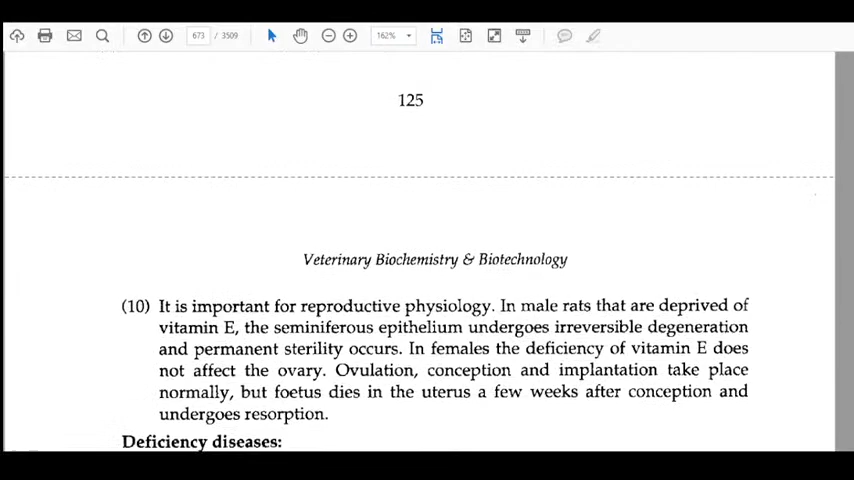 673 / 3509 162%
125
Veterinary Biochemistry & Biotechnology
(10) It is important for reproductive physiology. In male rats that are deprived of
vitamin E, the seminiferous epithelium undergoes irreversible degeneration
and permanent sterility occurs. In females the deficiency of vitamin E does
not affect the ovary. Ovulation, conception and implantation take place
normally, but foetus dies in the uterus a few weeks after conception and
undergoes resorption.
Deficiency diseases: